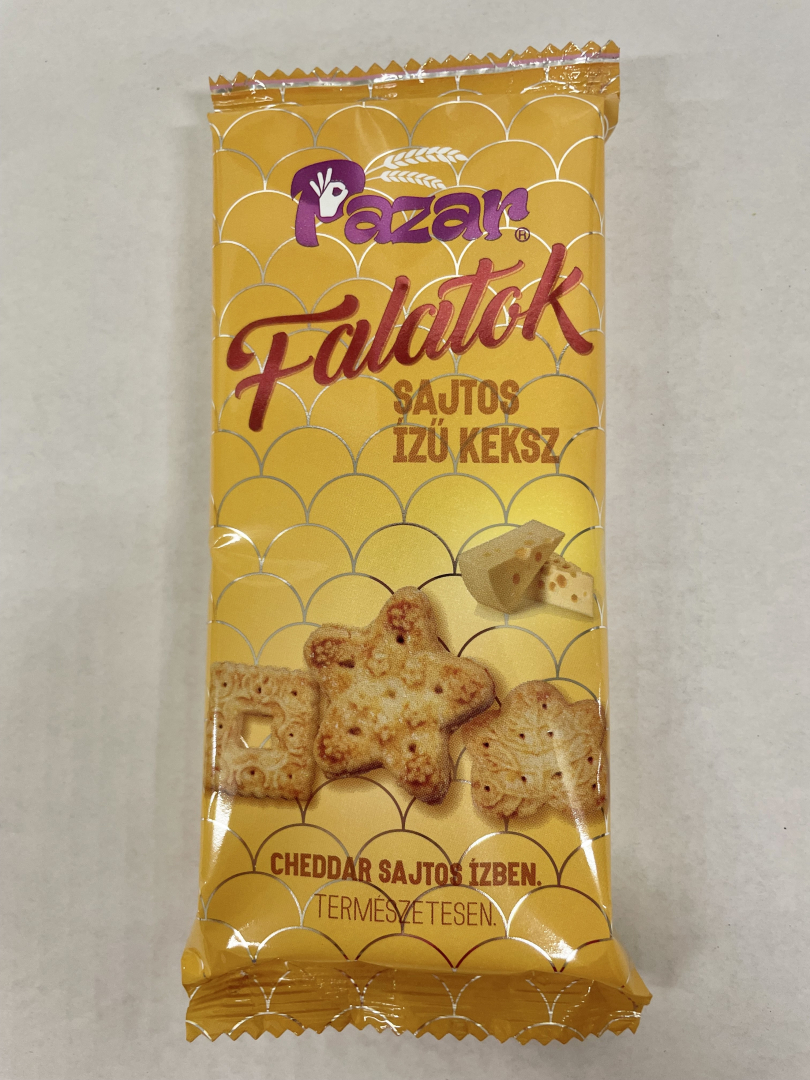 Pazar®
Falatok
SAJTOS
ÍZŰ KEKSZ
CHEDDAR SAJTOS ÍZBEN.
TERMÉSZETESEN.